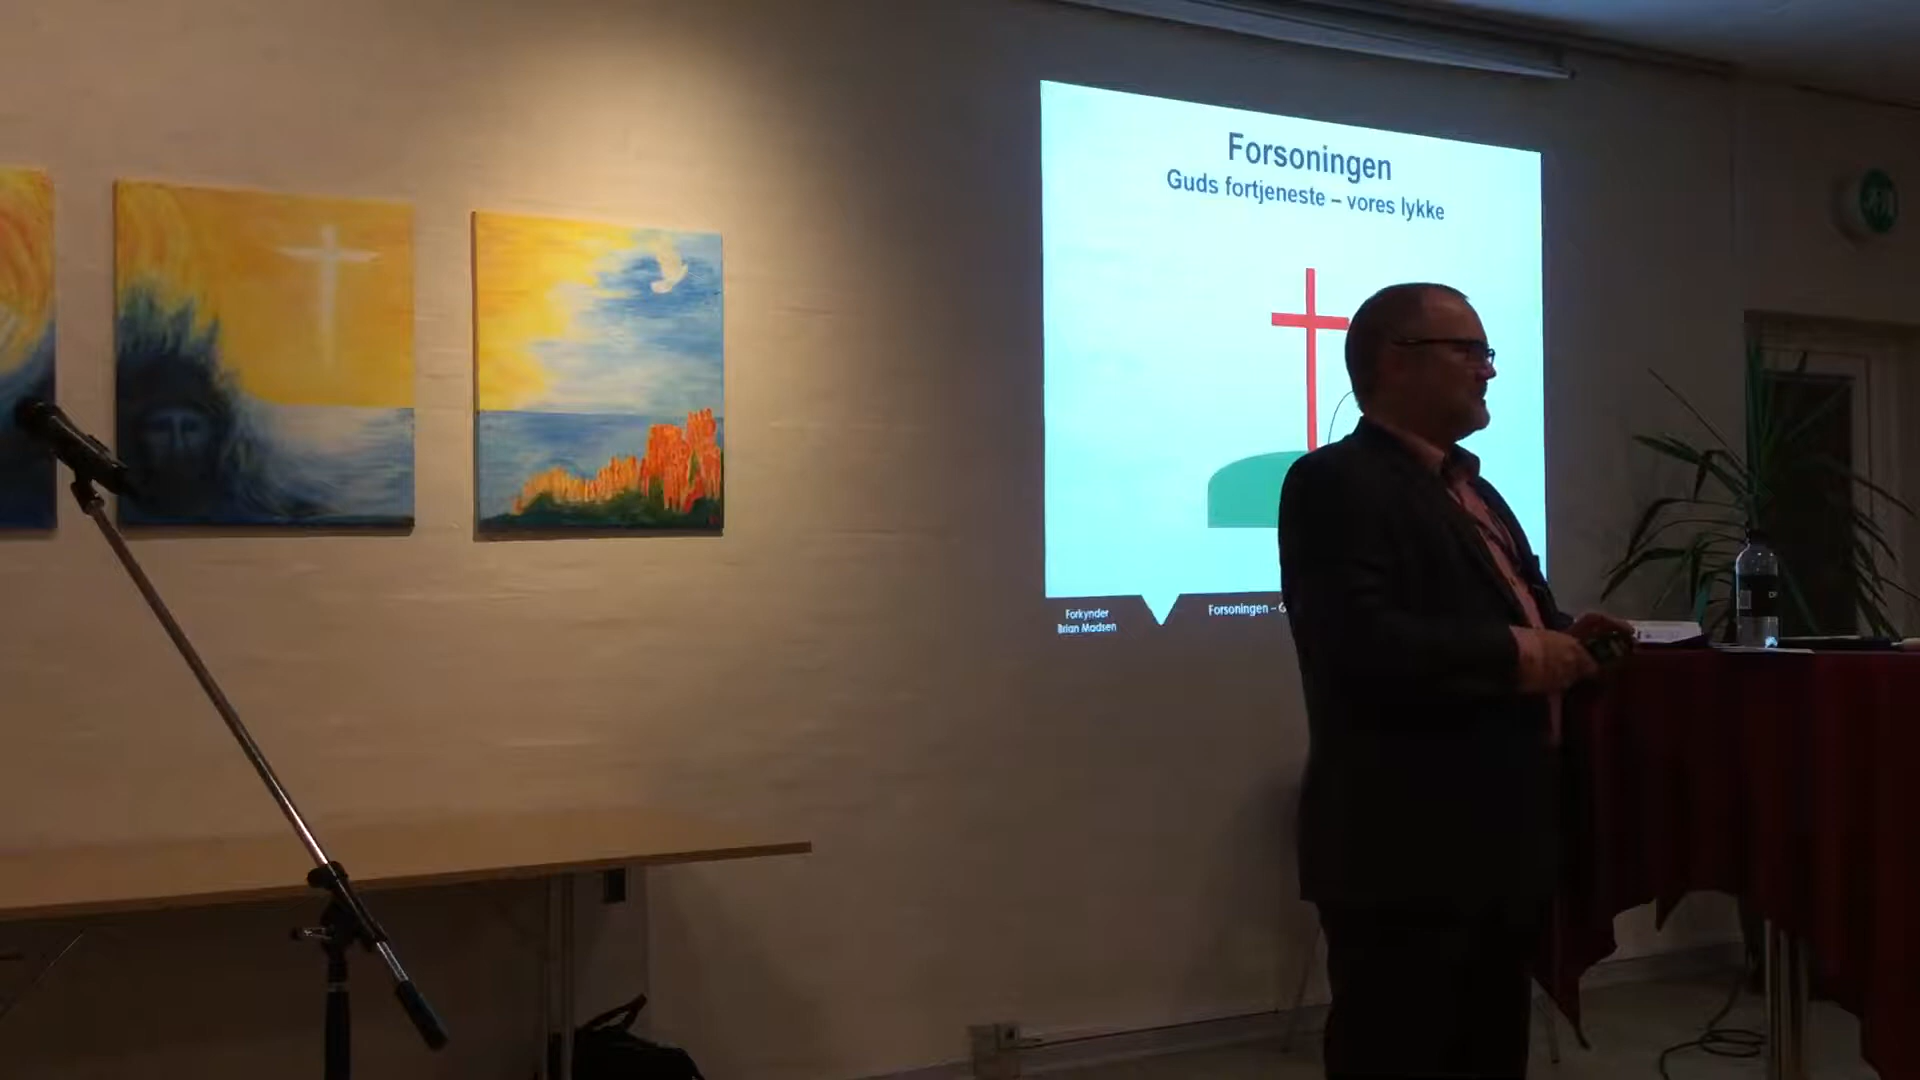 Forsoningen
Guds fortjeneste – vores lykke
Forkynder
Brian Madsen
Forsoningen –